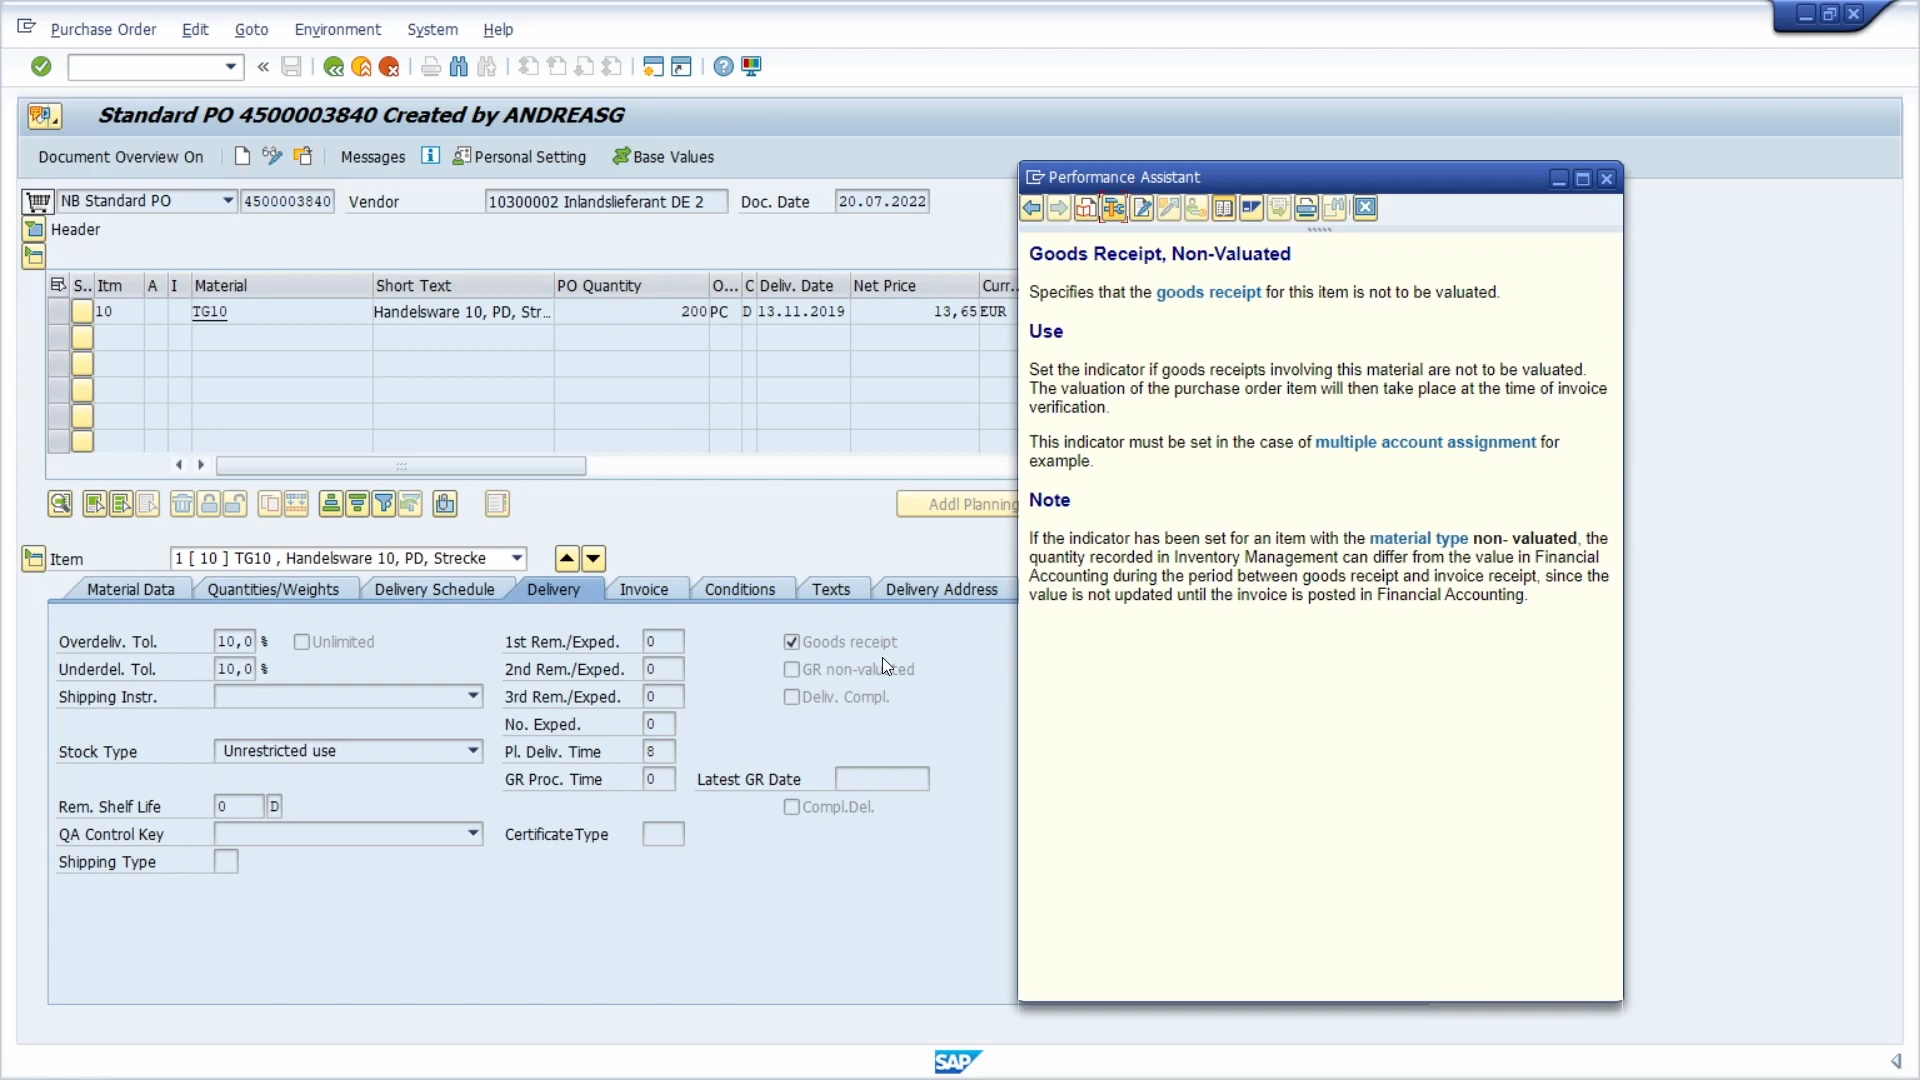 Purchase Order Edit Goto Environment System Help
Standard PO 4500003840 Created by ANDREASG
Document Overview On Messages Personal Setting Base Values
NB Standard PO 4500003840 Vendor 10300002 Inlandslieferant DE 2 Doc. Date 20.07.2022
Header
S.. Itm A I Material Short Text PO Quantity O... C Deliv. Date Net Price Curr...
10 TG10 Handelsware 10, PD, Str... 200 PC D 13.11.2019 13,65 EUR
Addl Planning
Item 1 [ 10 ] TG10 , Handelsware 10, PD, Strecke
Material Data Quantities/Weights Delivery Schedule Delivery Invoice Conditions Texts Delivery Address
Overdeliv. Tol. 10,0 % Unlimited 1st Rem./Exped. 0 Goods receipt
Underdel. Tol. 10,0 % 2nd Rem./Exped. 0 GR non-valuated
Shipping Instr. 3rd Rem./Exped. 0 Deliv. Compl.
No. Exped. 0
Stock Type Unrestricted use Pl. Deliv. Time 8
GR Proc. Time 0 Latest GR Date
Rem. Shelf Life 0 D Compl.Del.
QA Control Key CertificateType
Shipping Type
Performance Assistant
Goods Receipt, Non-Valuated
Specifies that the goods receipt for this item is not to be valuated.
Use
Set the indicator if goods receipts involving this material are not to be valuated.
The valuation of the purchase order item will then take place at the time of invoice
verification.
This indicator must be set in the case of multiple account assignment for
example.
Note
If the indicator has been set for an item with the material type non- valuated, the
quantity recorded in Inventory Management can differ from the value in Financial
Accounting during the period between goods receipt and invoice receipt, since the
value is not updated until the invoice is posted in Financial Accounting.
SAP